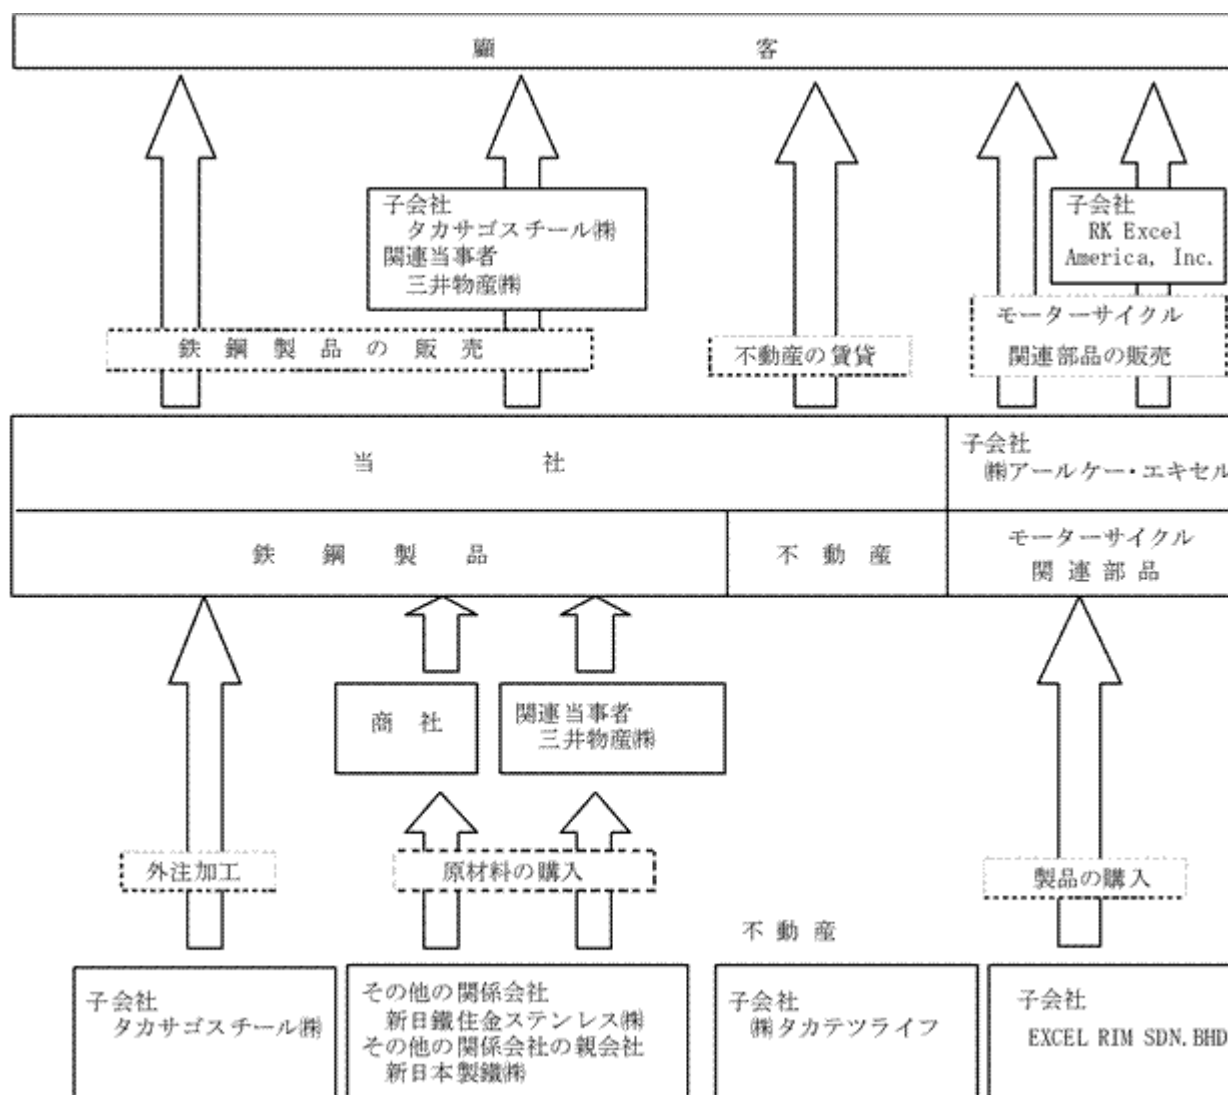 顧客
子会社
タカサゴスチール㈱
関連当事者
三井物産㈱
子会社
RK Excel
America, Inc.
鉄鋼製品の販売
不動産の賃貸
モーターサイクル
関連部品の販売
当社
子会社
㈱アールケー・エキセル
鉄鋼製品
不動産
モーターサイクル
関連部品
商社
関連当事者
三井物産㈱
外注加工
原材料の購入
製品の購入
不動産
子会社
タカサゴスチール㈱
その他の関係会社
新日鐵住金ステンレス㈱
その他の関係会社の親会社
新日本製鐵㈱
子会社
㈱タカテツライフ
子会社
EXCEL RIM SDN.BHD